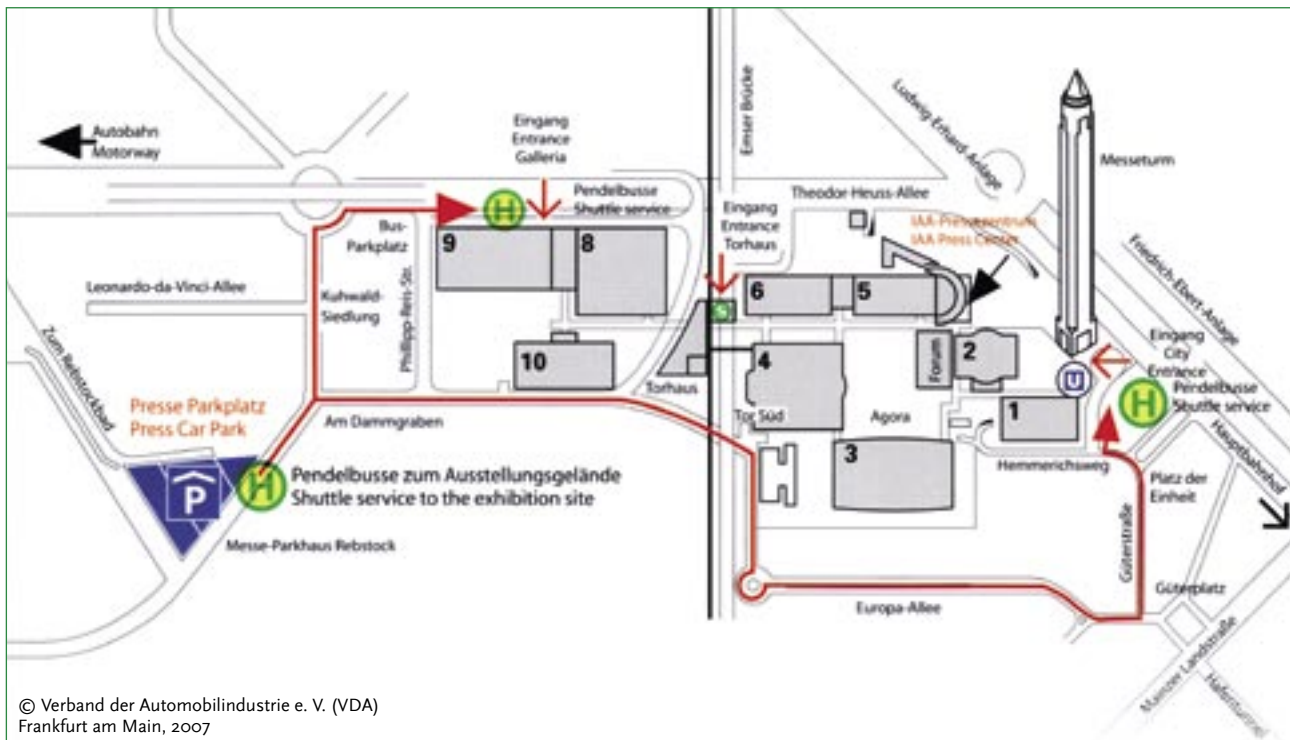 Autobahn
Motorway
Eingang
Entrance
Galleria
H
Pendelbusse
Shuttle service
Bus-
Parkplatz
9
8
Emser Brücke
Eingang
Entrance
Torhaus
Theodor-Heuss-Allee
Ludwig-Erhard-Anlage
Messeturm
IAA-Pressezentrum
IAA Press Center
Friedrich-Ebert-Anlage
Leonardo-da-Vinci-Allee
Kuhwald-
Siedlung
Philipp-Reis-Str.
10
S
6
5
Torhaus
4
Forum
2
U
Eingang
City
Entrance
H
Pendelbusse
Shuttle service
Zum Rebstockbad
Presse Parkplatz
Press Car Park
Am Dammgraben
Tor Süd
Agora
1
3
Hemmerichsweg
Hauptbahnhof
Platz der
Einheit
P
H
Pendelbusse zum Ausstellungsgelände
Shuttle service to the exhibition site
Messe-Parkhaus Rebstock
Güterstraße
Güterplatz
Europa-Allee
Mainzer Landstraße
Hafentunnel
© Verband der Automobilindustrie e. V. (VDA)
Frankfurt am Main, 2007